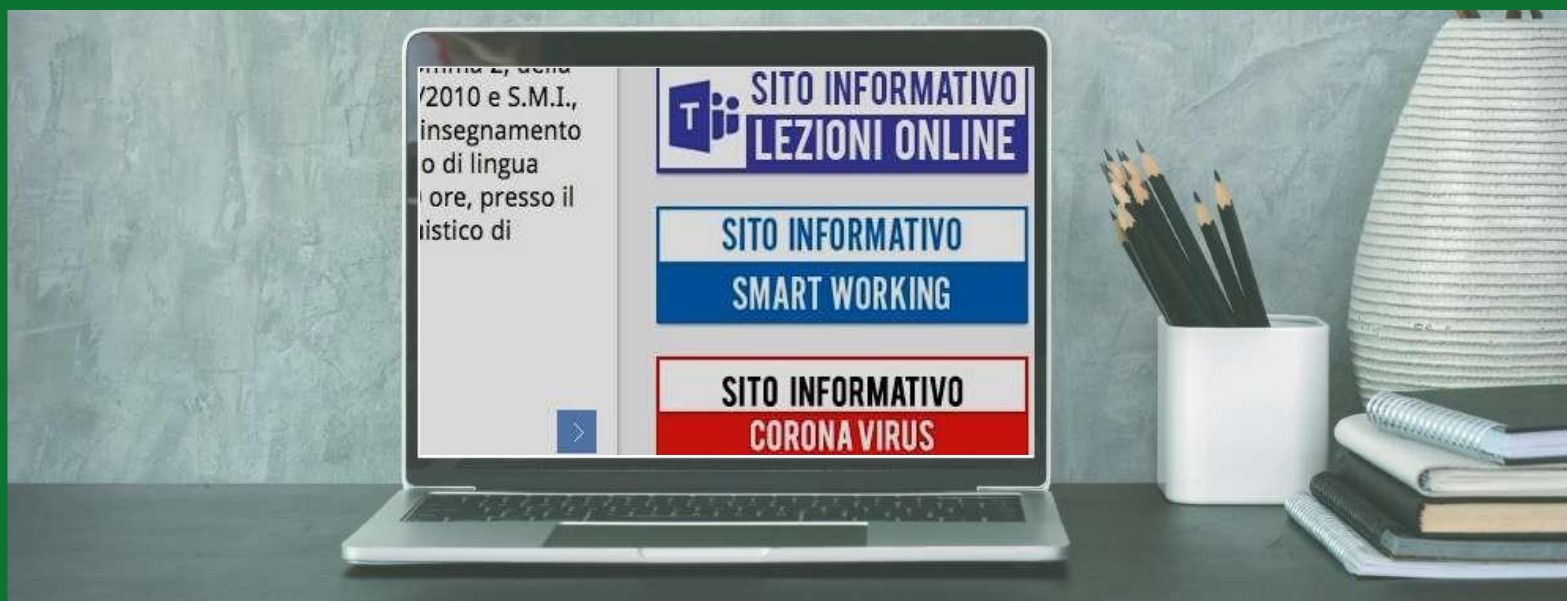 /2010 e S.M.I.,
insegnamento
o di lingua
ore, presso il
istico di
T
SITO INFORMATIVO
LEZIONI ONLINE
SITO INFORMATIVO
SMART WORKING
SITO INFORMATIVO
CORONA VIRUS